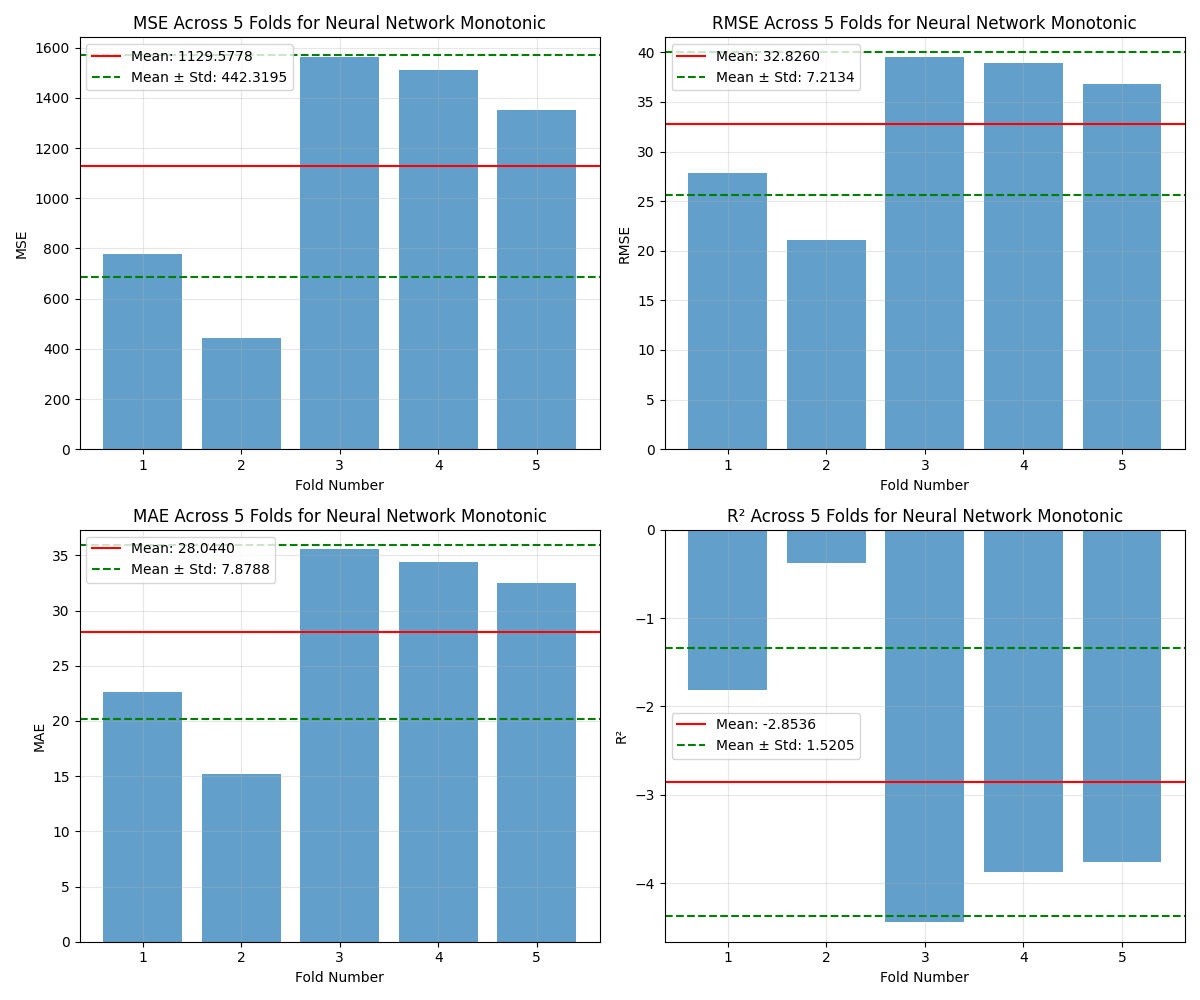 MSE Across 5 Folds for Neural Network Monotonic
1600
1400
1200
1000
800
600
400
200
0
MSE
Mean: 1129.5778
Mean ± Std: 442.3195
1 2 3 4 5
Fold Number
RMSE Across 5 Folds for Neural Network Monotonic
40
35
30
25
20
15
10
5
0
RMSE
Mean: 32.8260
Mean ± Std: 7.2134
1 2 3 4 5
Fold Number
MAE Across 5 Folds for Neural Network Monotonic
35
30
25
20
15
10
5
0
MAE
Mean: 28.0440
Mean ± Std: 7.8788
1 2 3 4 5
Fold Number
R² Across 5 Folds for Neural Network Monotonic
0
−1
−2
−3
−4
R²
Mean: -2.8536
Mean ± Std: 1.5205
1 2 3 4 5
Fold Number